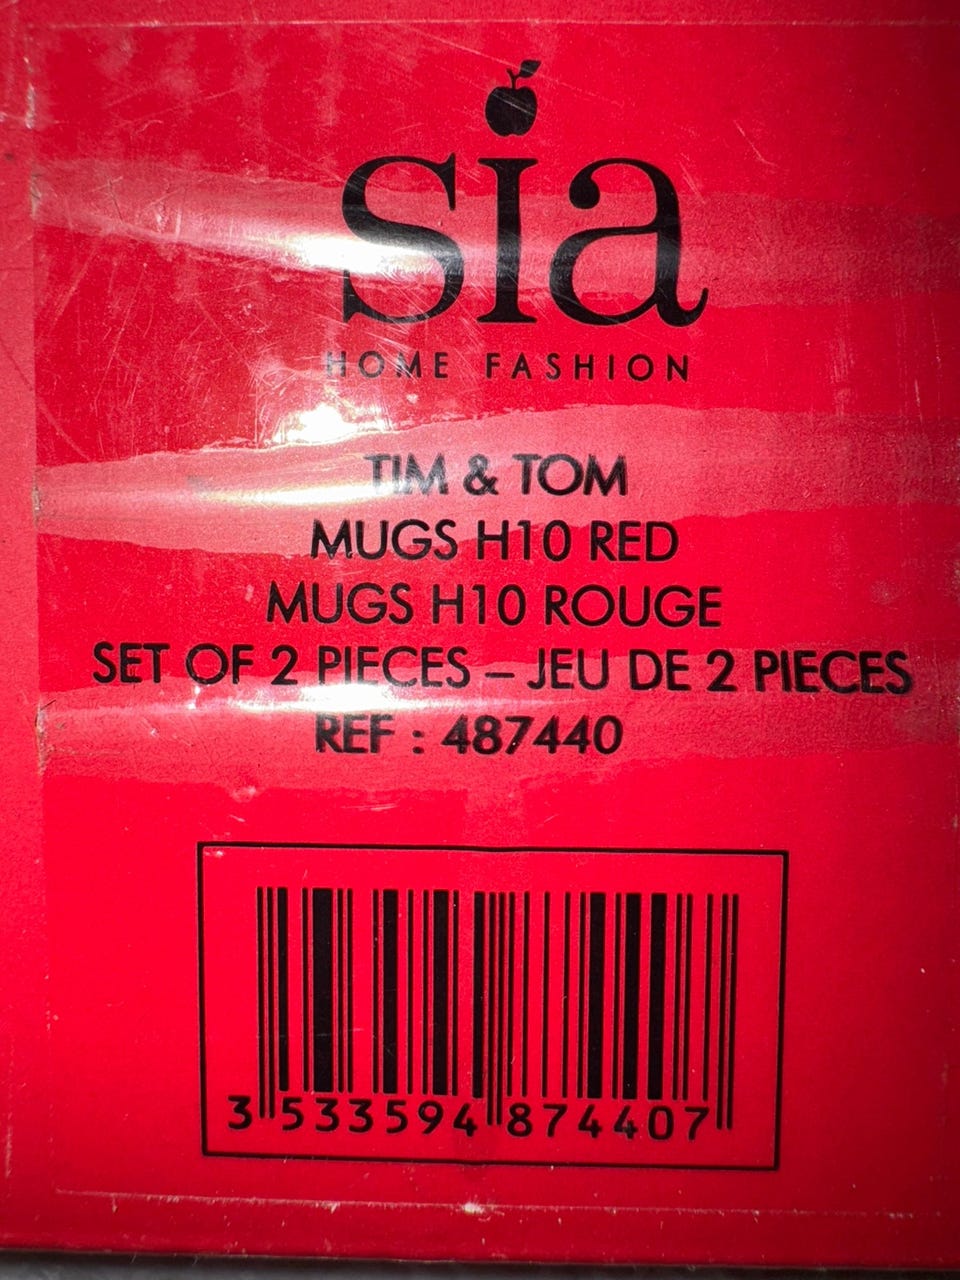 sia
HOME FASHION
TIM & TOM
MUGS H10 RED
MUGS H10 ROUGE
SET OF 2 PIECES – JEU DE 2 PIECES
REF : 487440
3 533594 874407